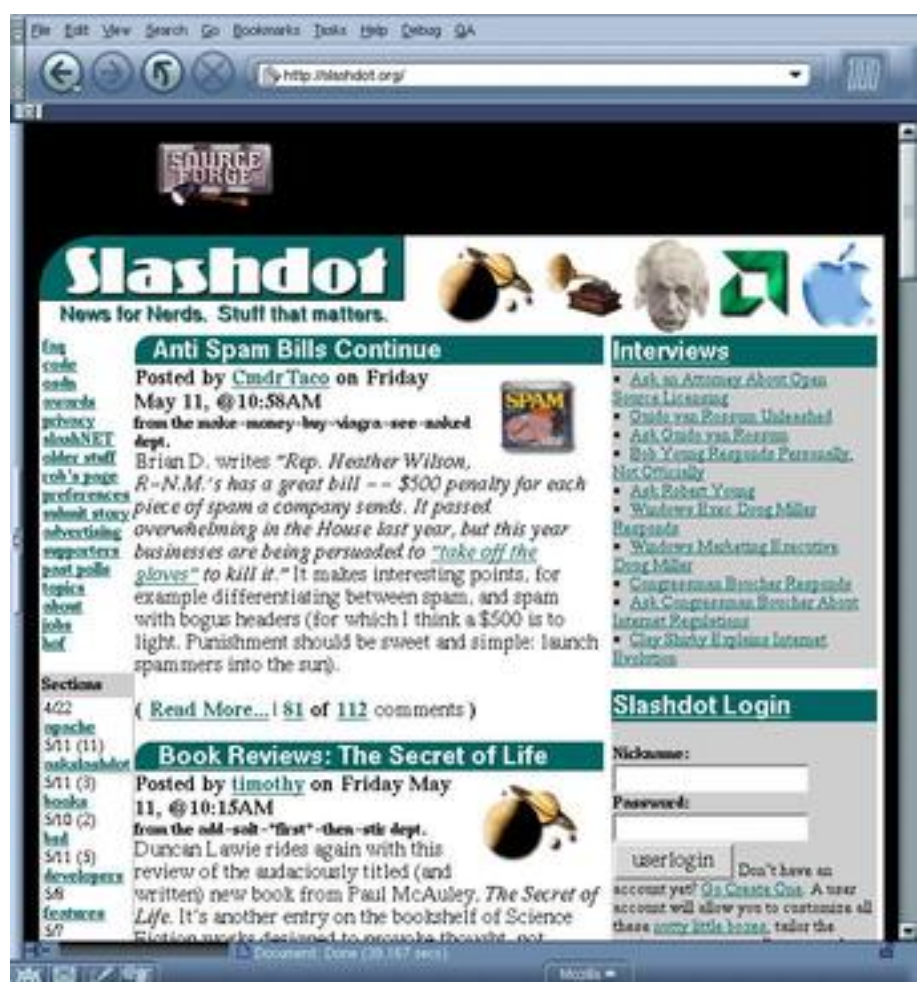 File Edit View Search Go Bookmarks Tasks Help Debug QA
http://slashdot.org/
SOURCE
FORGE
Slashdot
News for Nerds. Stuff that matters.
faq
code
osdn
awards
privacy
slashNET
older stuff
rob's page
preferences
submit story
advertising
supporters
past polls
topics
about
jobs
hof
Sections
4/22
apache
5/11 (11)
askslashdot
5/11 (3)
books
5/10 (2)
bsd
5/11 (5)
developers
5/8
features
5/7
Anti Spam Bills Continue
Posted by CmdrTaco on Friday
May 11, @10:58AM
from the make-money-buy-viagra-see-naked
dept.
SPAM
Brian D. writes "Rep. Heather Wilson,
R-N.M.'s has a great bill -- $500 penalty for each
piece of spam a company sends. It passed
overwhelming in the House last year, but this year
businesses are being persuaded to "take off the
gloves" to kill it." It makes interesting points, for
example differentiating between spam, and spam
with bogus headers (for which I think a $500 is to
light. Punishment should be sweet and simple: launch
spammers into the sun).
( Read More... | 81 of 112 comments )
Book Reviews: The Secret of Life
Posted by timothy on Friday May
11, @10:15AM
from the add-salt-*first*-then-stir dept.
Duncan Lawie rides again with this
review of the audaciously titled (and
written) new book from Paul McAuley, The Secret of
Life. It's another entry on the bookshelf of Science
Fiction works designed to provoke thought, not
Interviews
Ask an Attorney About Open
Source Licensing
Guido van Rossum Unleashed
Ask Guido van Rossum
Bob Young Responds Personally,
Not Officially
Ask Robert Young
Windows Exec Doug Miller
Responds
Windows Marketing Executive
Doug Miller
Congressman Boucher Responds
Ask Congressman Boucher About
Internet Regulations
Clay Shirky Explains Internet
Evolution
Slashdot Login
Nickname:
Password:
userlogin
Don't have an
account yet? Go Create One. A user
account will allow you to customize all
these nutty little boxes, tailor the
Document: Done (39.167 secs)
Mozilla